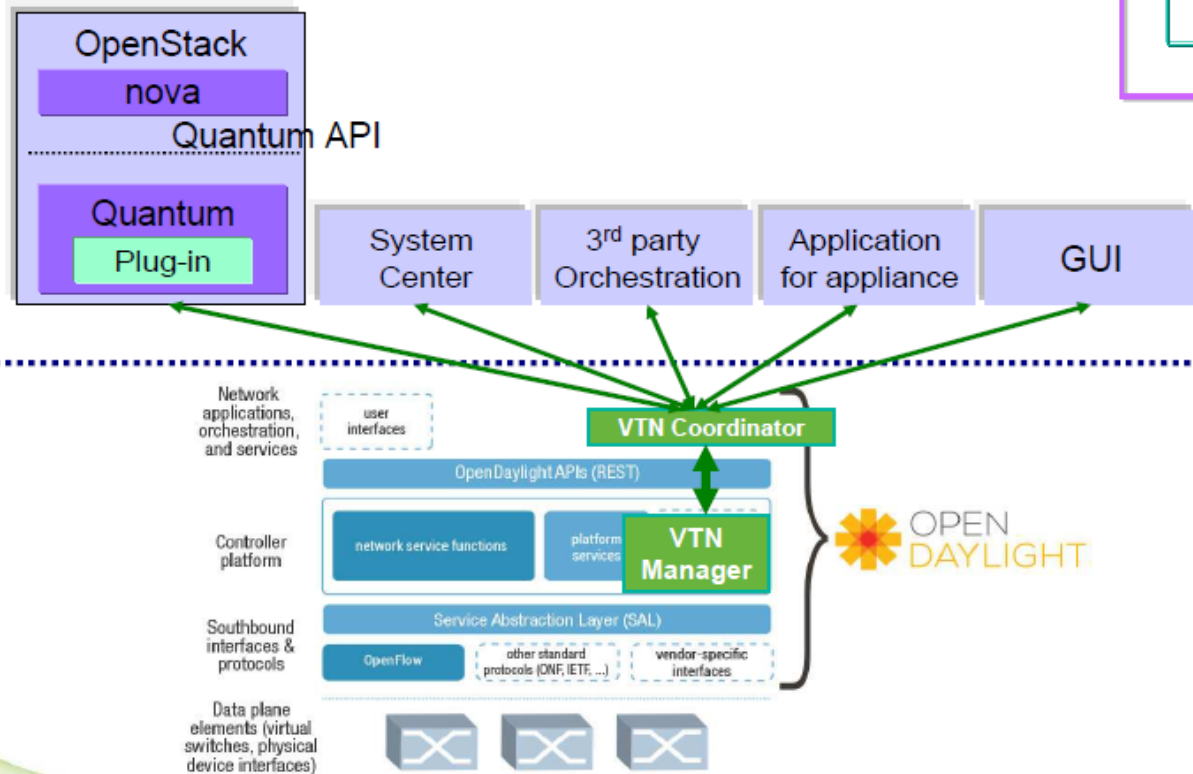 OpenStack
nova
Quantum API
Quantum
Plug-in
System
Center
3rd party
Orchestration
Application
for appliance
GUI
Network
applications,
orchestration,
and services
user
interfaces
VTN Coordinator
OpenDaylight APIs (REST)
Controller
platform
network service functions
platform
services
VTN
Manager
OPEN
DAYLIGHT
Service Abstraction Layer (SAL)
Southbound
interfaces &
protocols
OpenFlow
other standard
protocols (ONF, IETF, ...)
vendor-specific
interfaces
Data plane
elements (virtual
switches, physical
device interfaces)